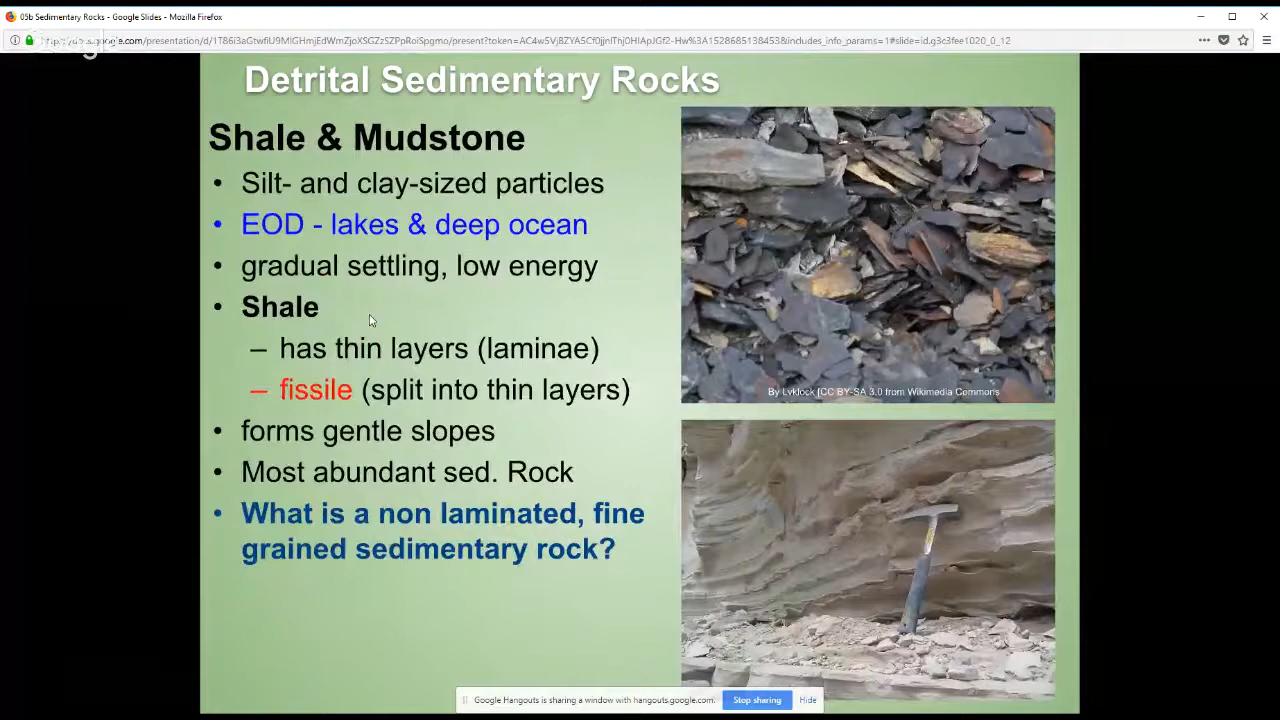 05b Sedimentary Rocks - Google Slides - Mozilla Firefox
Detrital Sedimentary Rocks
Shale & Mudstone
• Silt- and clay-sized particles
• EOD - lakes & deep ocean
• gradual settling, low energy
• Shale
– has thin layers (laminae)
– fissile (split into thin layers)
• forms gentle slopes
• Most abundant sed. Rock
• What is a non laminated, fine
grained sedimentary rock?
By Lvklock [CC BY-SA 3.0 from Wikimedia Commons
Google Hangouts is sharing a window with hangouts.google.com.
Stop sharing
Hide